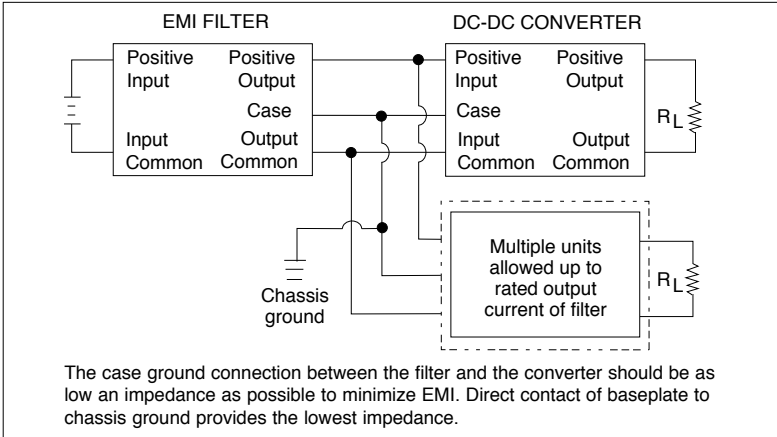 EMI FILTER
DC-DC CONVERTER
Positive Input
Positive Output
Case
Input Common
Output Common
Positive Input
Positive Output
Case
Input Common
Output Common
RL
Multiple units
allowed up to
rated output
current of filter
RL
Chassis
ground
The case ground connection between the filter and the converter should be as
low an impedance as possible to minimize EMI. Direct contact of baseplate to
chassis ground provides the lowest impedance.